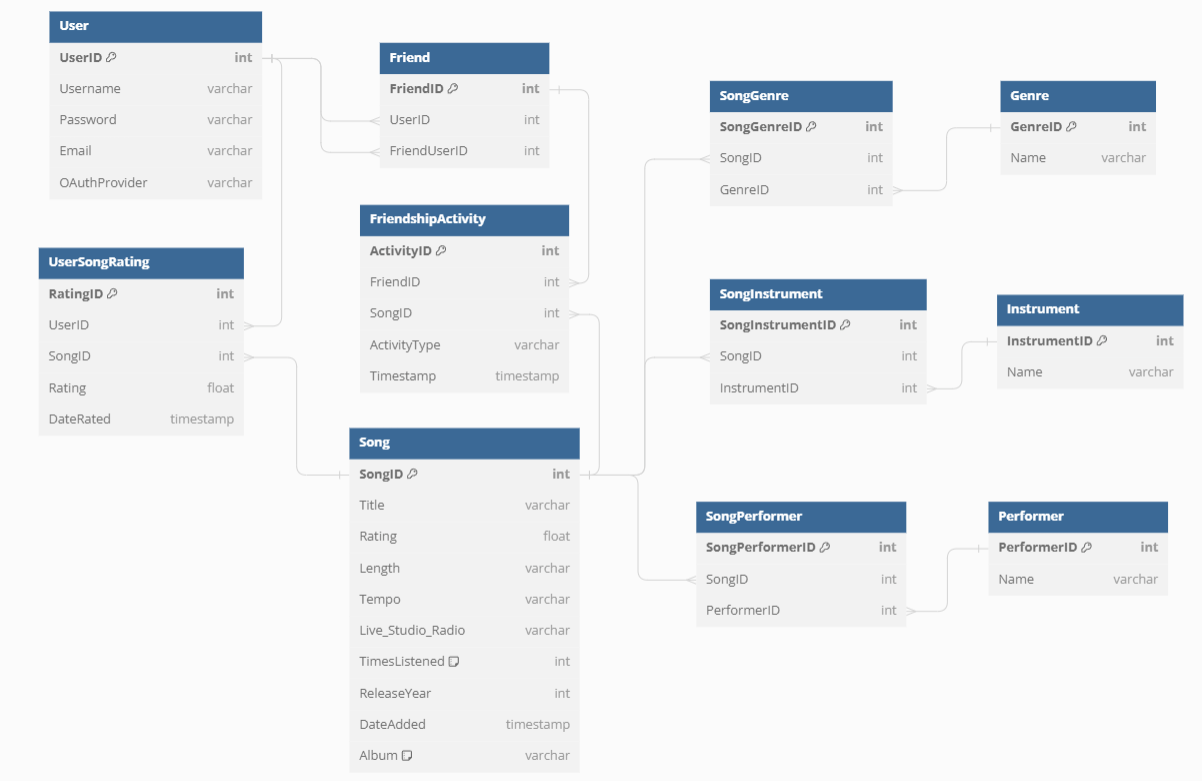 User
UserID int
Username varchar
Password varchar
Email varchar
OAuthProvider varchar
Friend
FriendID int
UserID int
FriendUserID int
SongGenre
SongGenreID int
SongID int
GenreID int
Genre
GenreID int
Name varchar
FriendshipActivity
ActivityID int
FriendID int
SongID int
ActivityType varchar
Timestamp timestamp
UserSongRating
RatingID int
UserID int
SongID int
Rating float
DateRated timestamp
SongInstrument
SongInstrumentID int
SongID int
InstrumentID int
Instrument
InstrumentID int
Name varchar
Song
SongID int
Title varchar
Rating float
Length varchar
Tempo varchar
Live_Studio_Radio varchar
TimesListened int
ReleaseYear int
DateAdded timestamp
Album varchar
SongPerformer
SongPerformerID int
SongID int
PerformerID int
Performer
PerformerID int
Name varchar